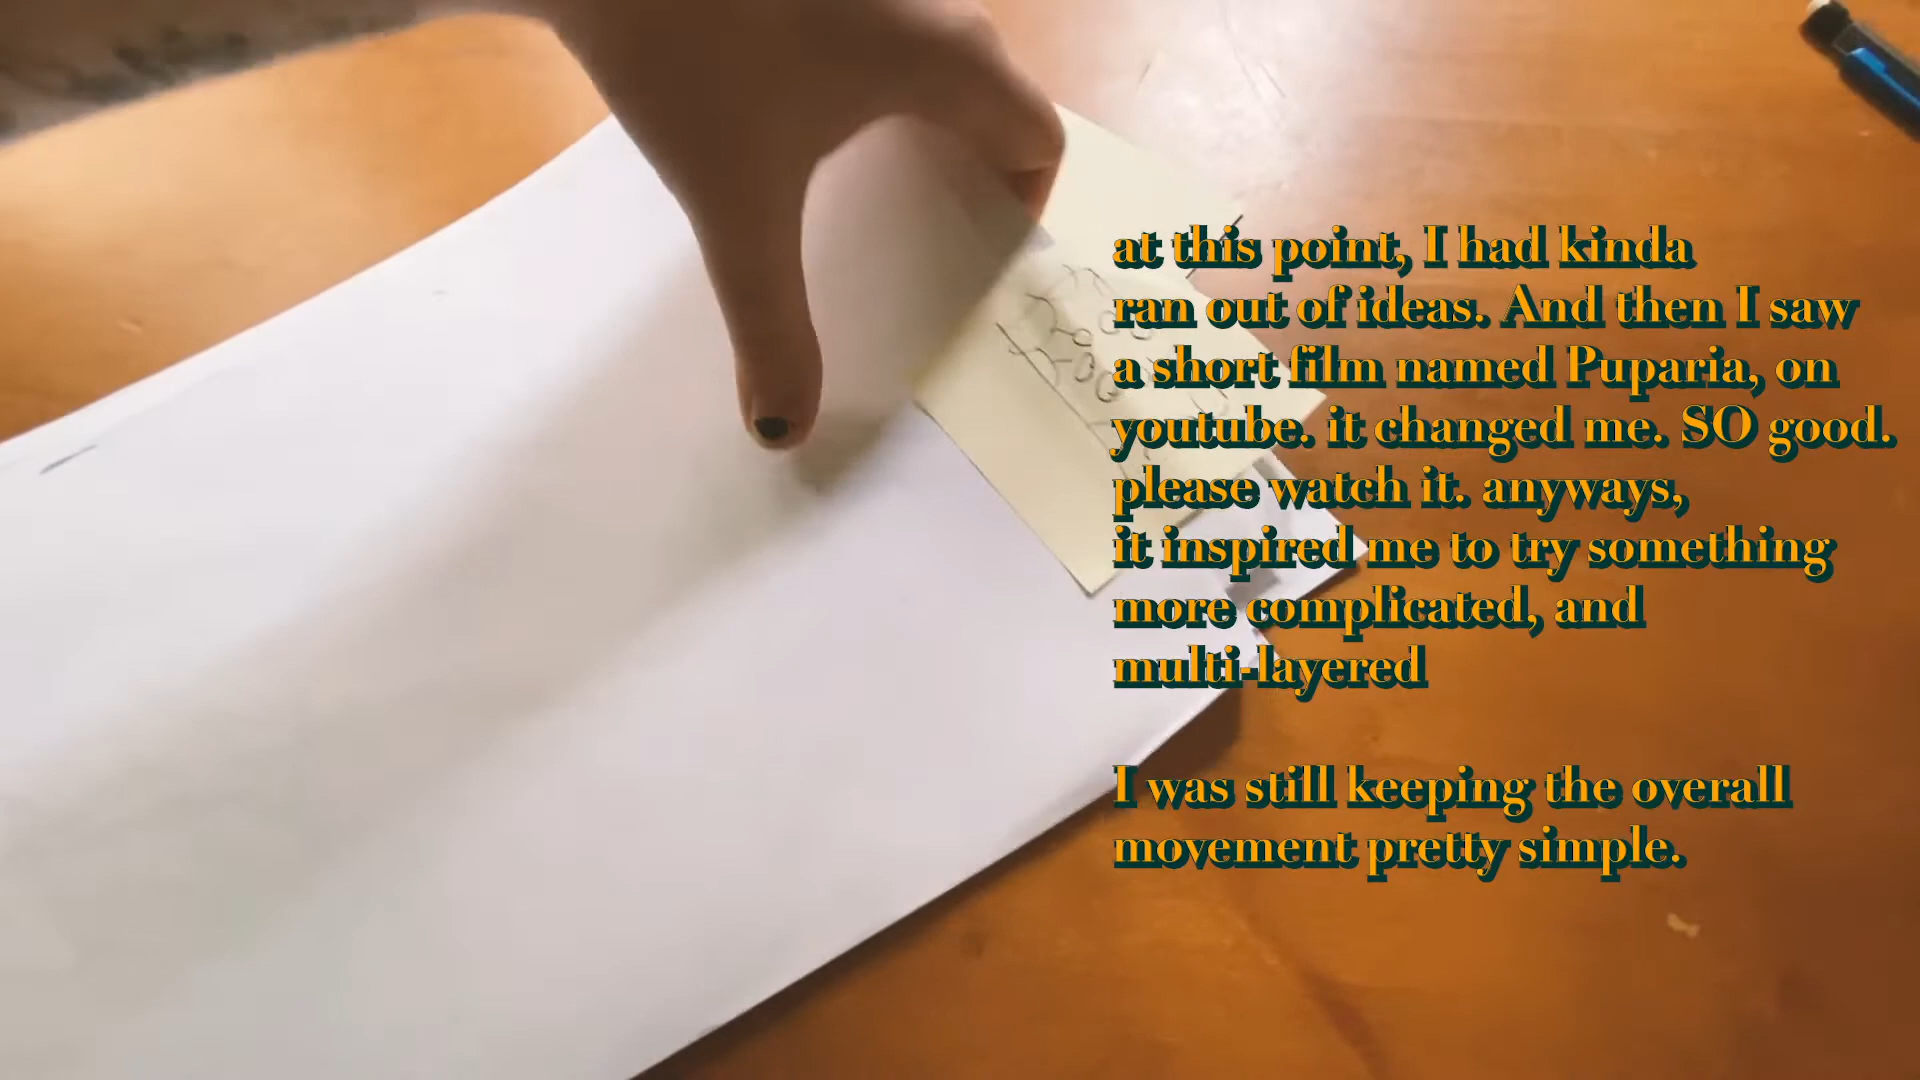 at this point, I had kinda
ran out of ideas. And then I saw
a short film named Puparia, on
youtube. it changed me. SO good.
please watch it. anyways,
it inspired me to try something
more complicated, and
multi-layered
I was still keeping the overall
movement pretty simple.